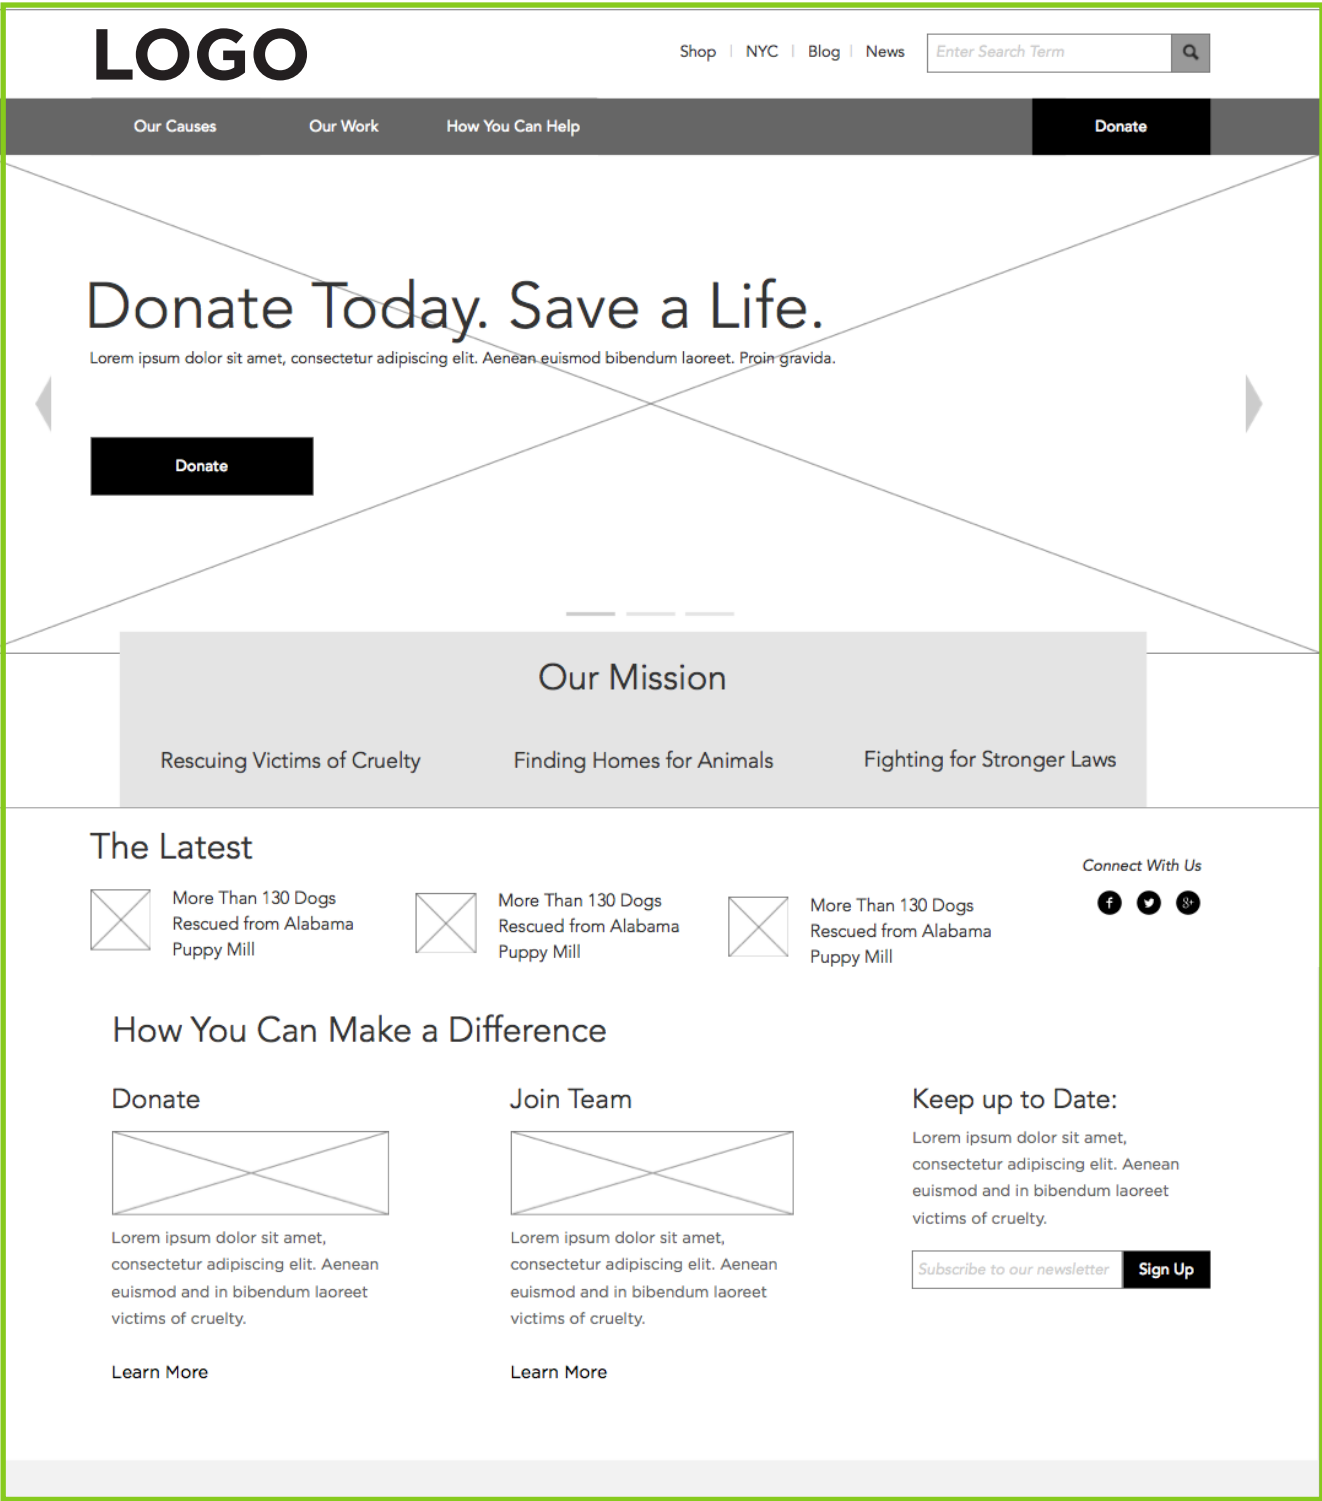 LOGO
Shop | NYC | Blog | News
Enter Search Term
Our Causes
Our Work
How You Can Help
Donate
Donate Today. Save a Life.
Lorem ipsum dolor sit amet, consectetur adipiscing elit. Aenean euismod bibendum laoreet. Proin gravida.
Donate
Our Mission
Rescuing Victims of Cruelty
Finding Homes for Animals
Fighting for Stronger Laws
The Latest
More Than 130 Dogs
Rescued from Alabama
Puppy Mill
More Than 130 Dogs
Rescued from Alabama
Puppy Mill
More Than 130 Dogs
Rescued from Alabama
Puppy Mill
Connect With Us
How You Can Make a Difference
Donate
Lorem ipsum dolor sit amet,
consectetur adipiscing elit. Aenean
euismod and in bibendum laoreet
victims of cruelty.
Learn More
Join Team
Lorem ipsum dolor sit amet,
consectetur adipiscing elit. Aenean
euismod and in bibendum laoreet
victims of cruelty.
Learn More
Keep up to Date:
Lorem ipsum dolor sit amet,
consectetur adipiscing elit. Aenean
euismod and in bibendum laoreet
victims of cruelty.
Subscribe to our newsletter
Sign Up